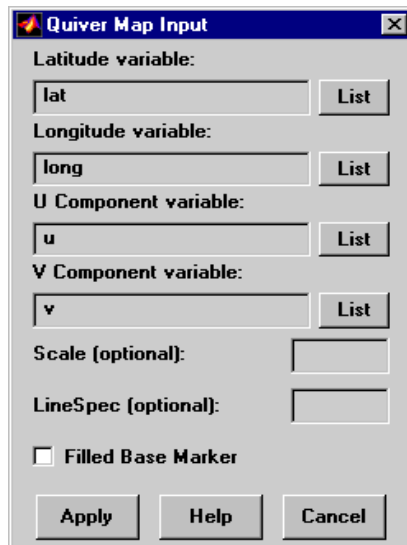 Quiver Map Input
Latitude variable:
lat List
Longitude variable:
long List
U Component variable:
u List
V Component variable:
v List
Scale (optional):
LineSpec (optional):
Filled Base Marker
Apply Help Cancel